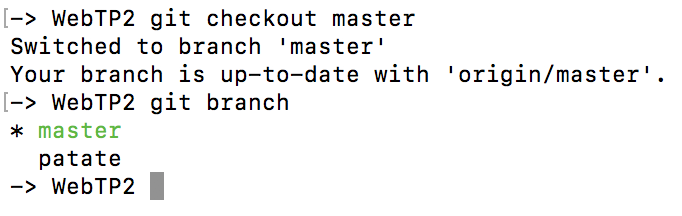 [-> WebTP2 git checkout master
Switched to branch 'master'
Your branch is up-to-date with 'origin/master'.
[-> WebTP2 git branch
* master
  patate
-> WebTP2